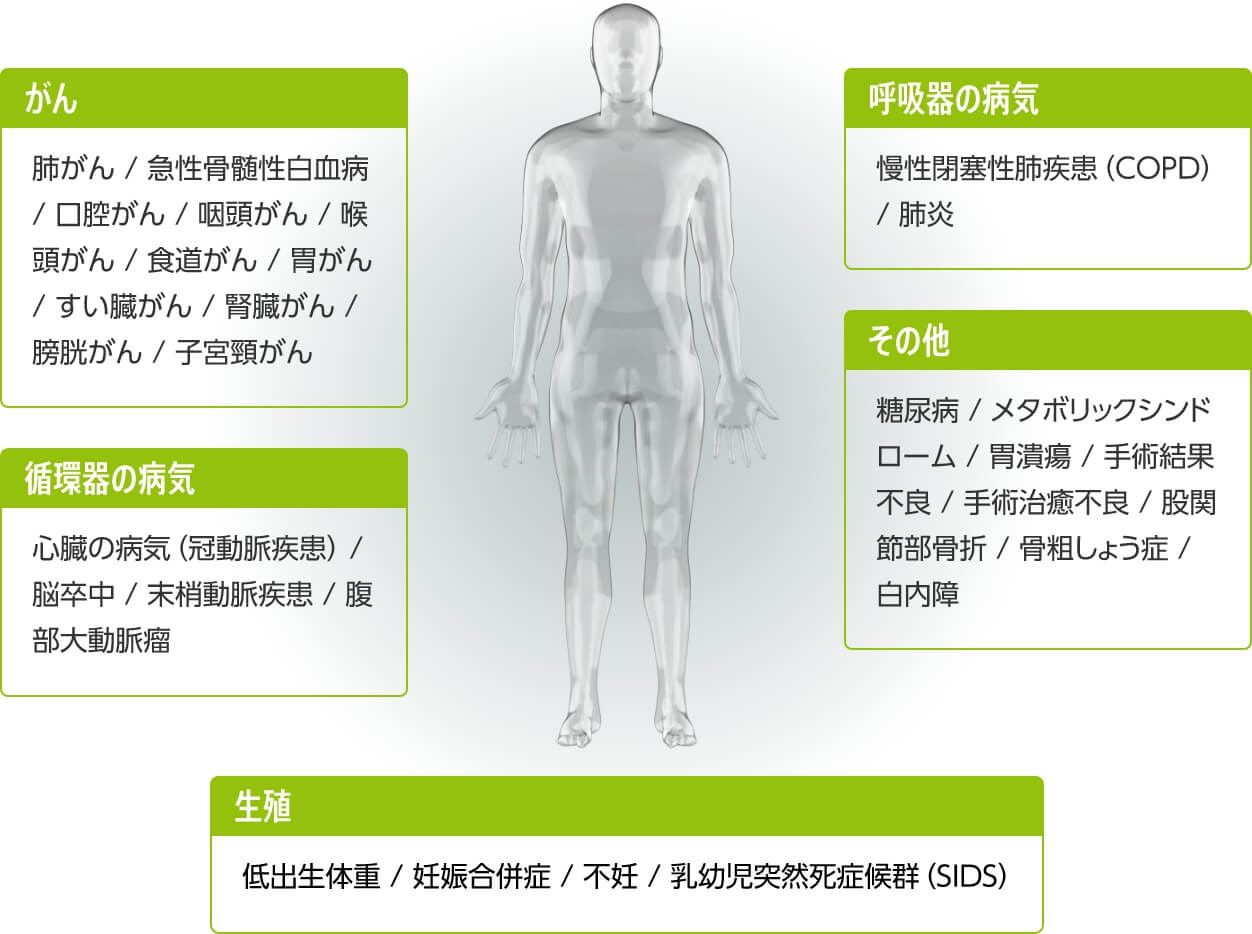 がん
肺がん / 急性骨髄性白血病
/ 口腔がん / 咽頭がん / 喉
頭がん / 食道がん / 胃がん
/ すい臓がん / 腎臓がん /
膀胱がん / 子宮頸がん
循環器の病気
心臓の病気（冠動脈疾患） /
脳卒中 / 末梢動脈疾患 / 腹
部大動脈瘤
呼吸器の病気
慢性閉塞性肺疾患（COPD）
/ 肺炎
その他
糖尿病 / メタボリックシンド
ローム / 胃潰瘍 / 手術結果
不良 / 手術治癒不良 / 股関
節部骨折 / 骨粗しょう症 /
白内障
生殖
低出生体重 / 妊娠合併症 / 不妊 / 乳幼児突然死症候群（SIDS）